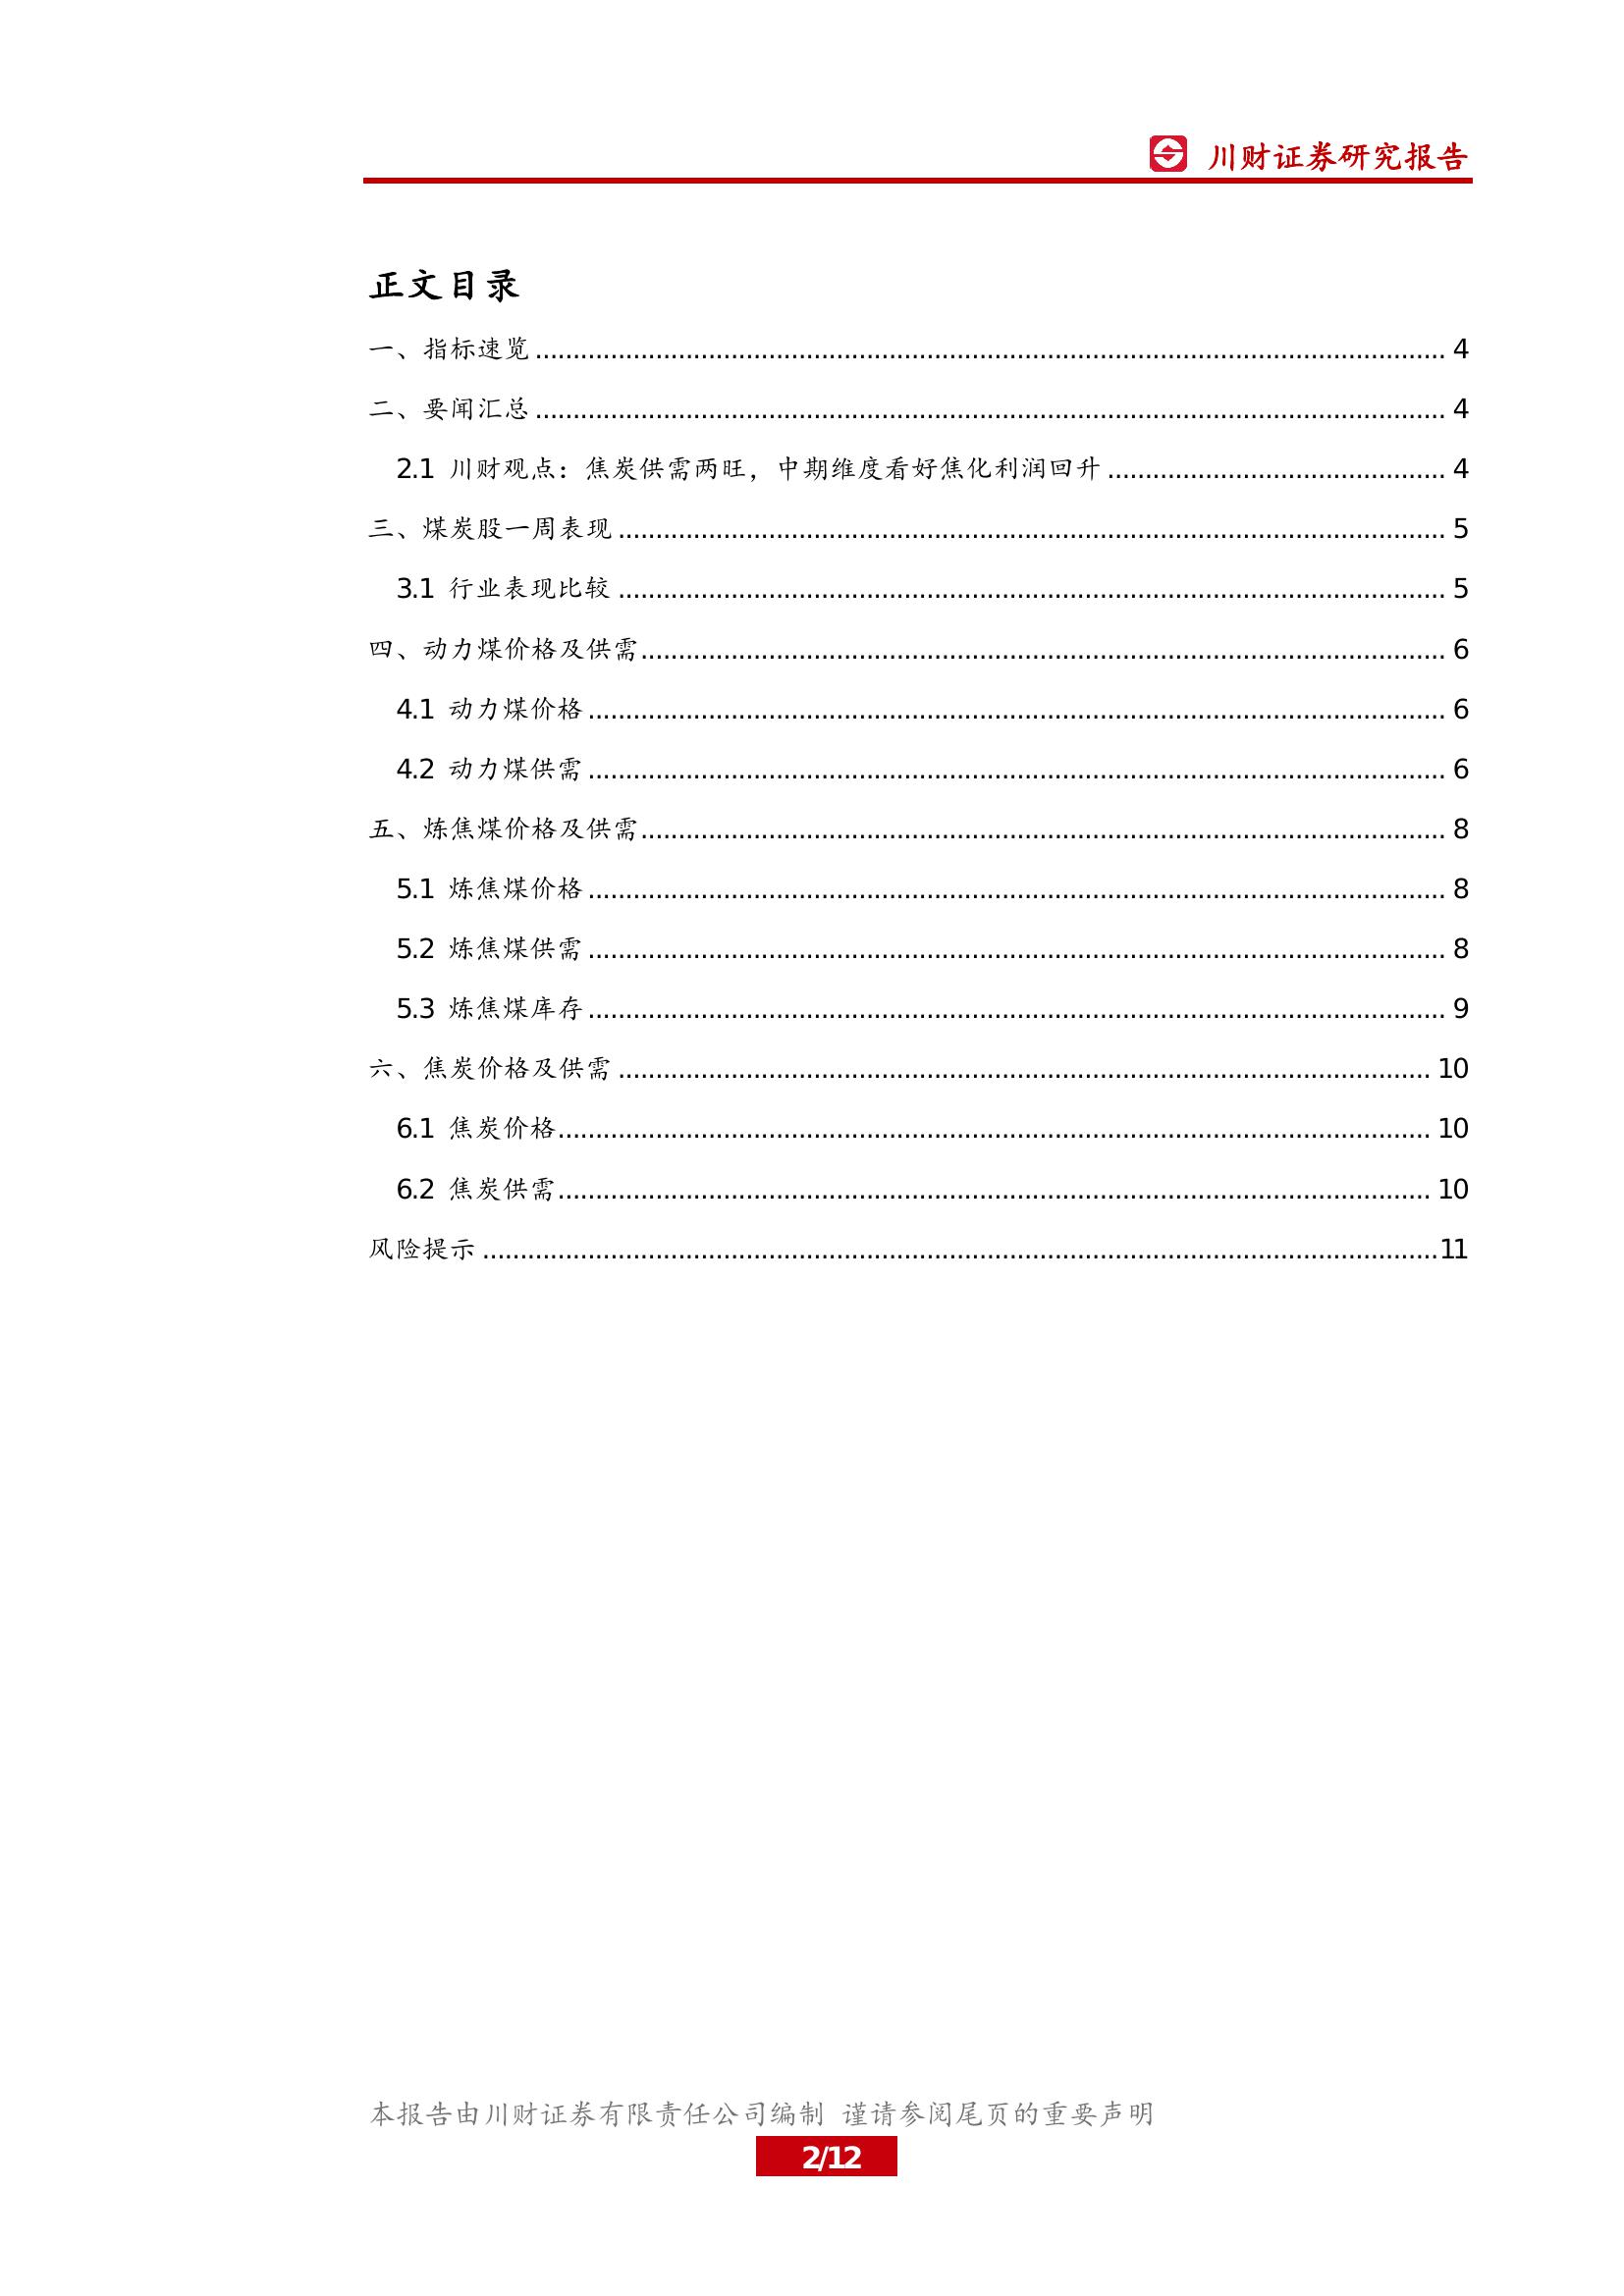 川财证券研究报告
正文目录
一、指标速览 4
二、要闻汇总 4
2.1 川财观点：焦炭供需两旺，中期维度看好焦化利润回升 4
三、煤炭股一周表现 5
3.1 行业表现比较 5
四、动力煤价格及供需 6
4.1 动力煤价格 6
4.2 动力煤供需 6
五、炼焦煤价格及供需 8
5.1 炼焦煤价格 8
5.2 炼焦煤供需 8
5.3 炼焦煤库存 9
六、焦炭价格及供需 10
6.1 焦炭价格 10
6.2 焦炭供需 10
风险提示 11
本报告由川财证券有限责任公司编制 谨请参阅尾页的重要声明
2/12